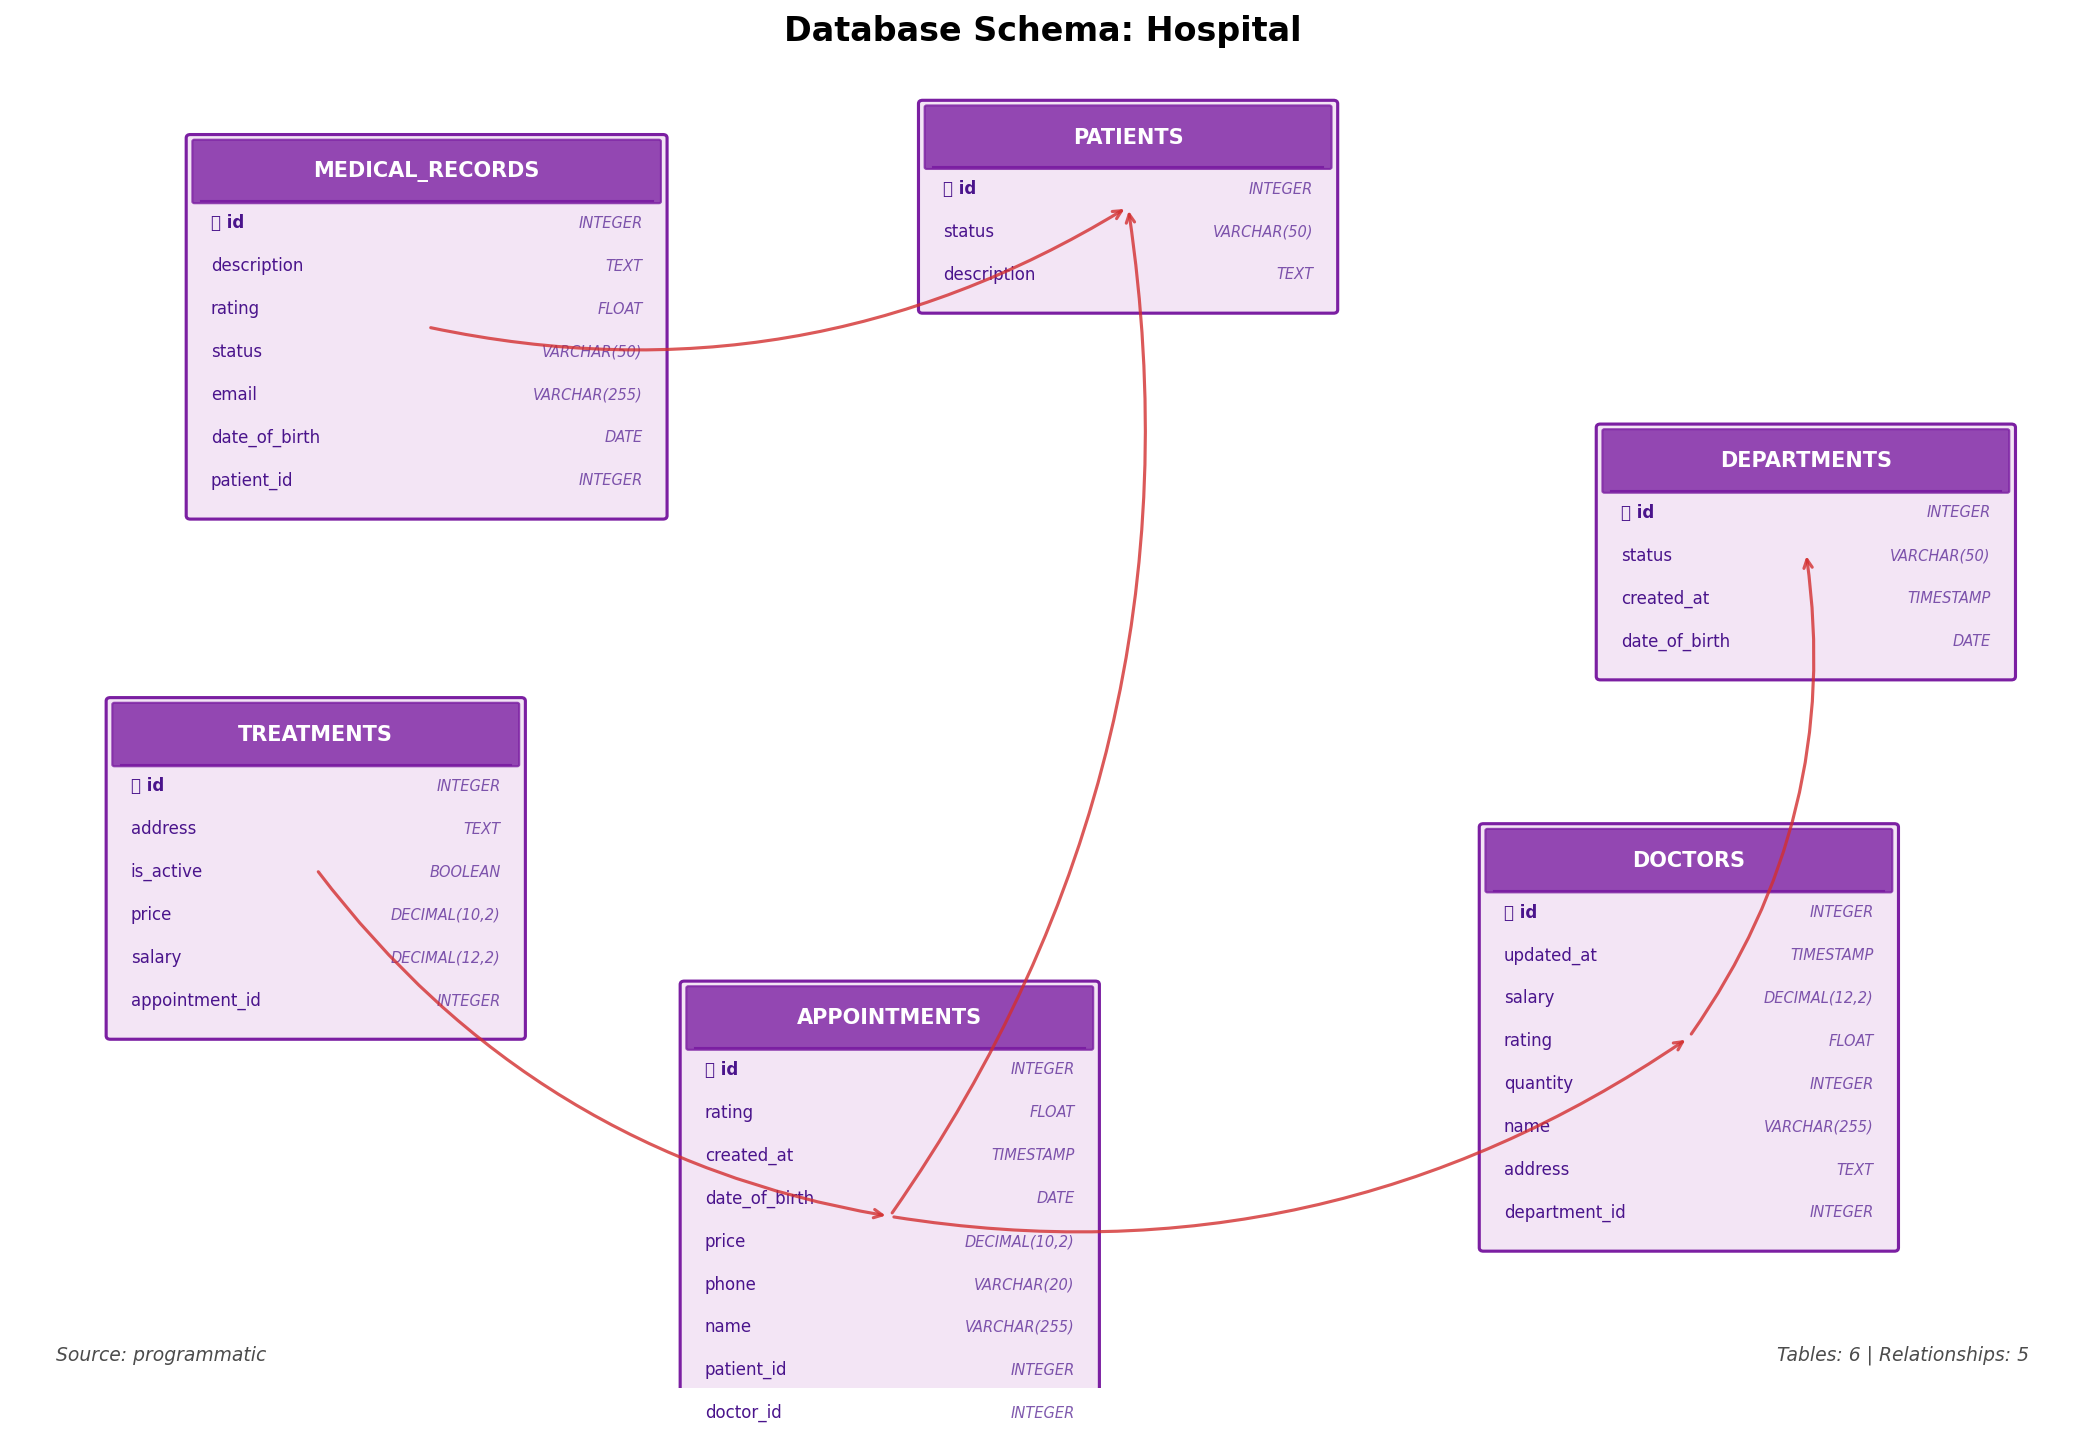 Database Schema: Hospital
PATIENTS
id INTEGER
status VARCHAR(50)
description TEXT
MEDICAL_RECORDS
id INTEGER
description TEXT
rating FLOAT
status VARCHAR(50)
email VARCHAR(255)
date_of_birth DATE
patient_id INTEGER
DEPARTMENTS
id INTEGER
status VARCHAR(50)
created_at TIMESTAMP
date_of_birth DATE
TREATMENTS
id INTEGER
address TEXT
is_active BOOLEAN
price DECIMAL(10,2)
salary DECIMAL(12,2)
appointment_id INTEGER
DOCTORS
id INTEGER
updated_at TIMESTAMP
salary DECIMAL(12,2)
rating FLOAT
quantity INTEGER
name VARCHAR(255)
address TEXT
department_id INTEGER
APPOINTMENTS
id INTEGER
rating FLOAT
created_at TIMESTAMP
date_of_birth DATE
price DECIMAL(10,2)
phone VARCHAR(20)
name VARCHAR(255)
patient_id INTEGER
doctor_id INTEGER
Source: programmatic
Tables: 6 | Relationships: 5